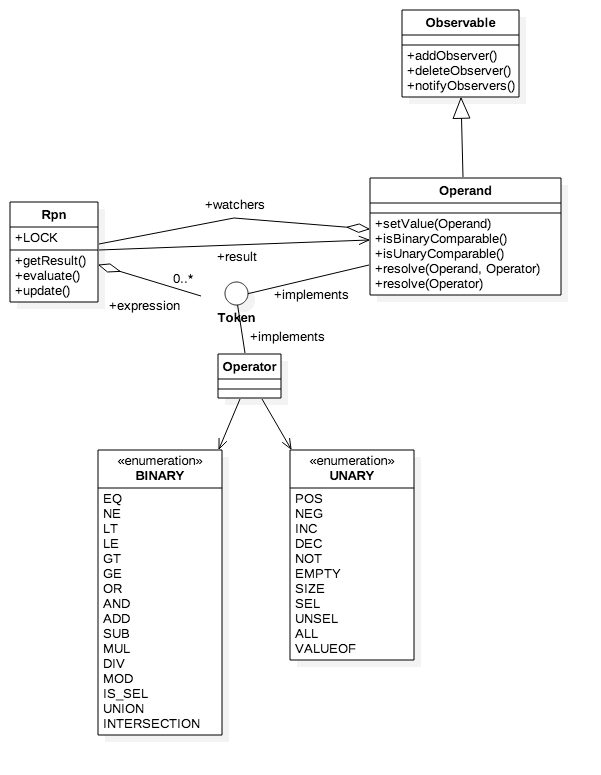 Observable
+addObserver()
+deleteObserver()
+notifyObservers()
Operand
+setValue(Operand)
+isBinaryComparable()
+isUnaryComparable()
+resolve(Operand, Operator)
+resolve(Operator)
+watchers
Rpn
+LOCK
+getResult()
+evaluate()
+update()
+result
0..*
+expression
+implements
Token
+implements
Operator
«enumeration»
BINARY
EQ
NE
LT
LE
GT
GE
OR
AND
ADD
SUB
MUL
DIV
MOD
IS_SEL
UNION
INTERSECTION
«enumeration»
UNARY
POS
NEG
INC
DEC
NOT
EMPTY
SIZE
SEL
UNSEL
ALL
VALUEOF